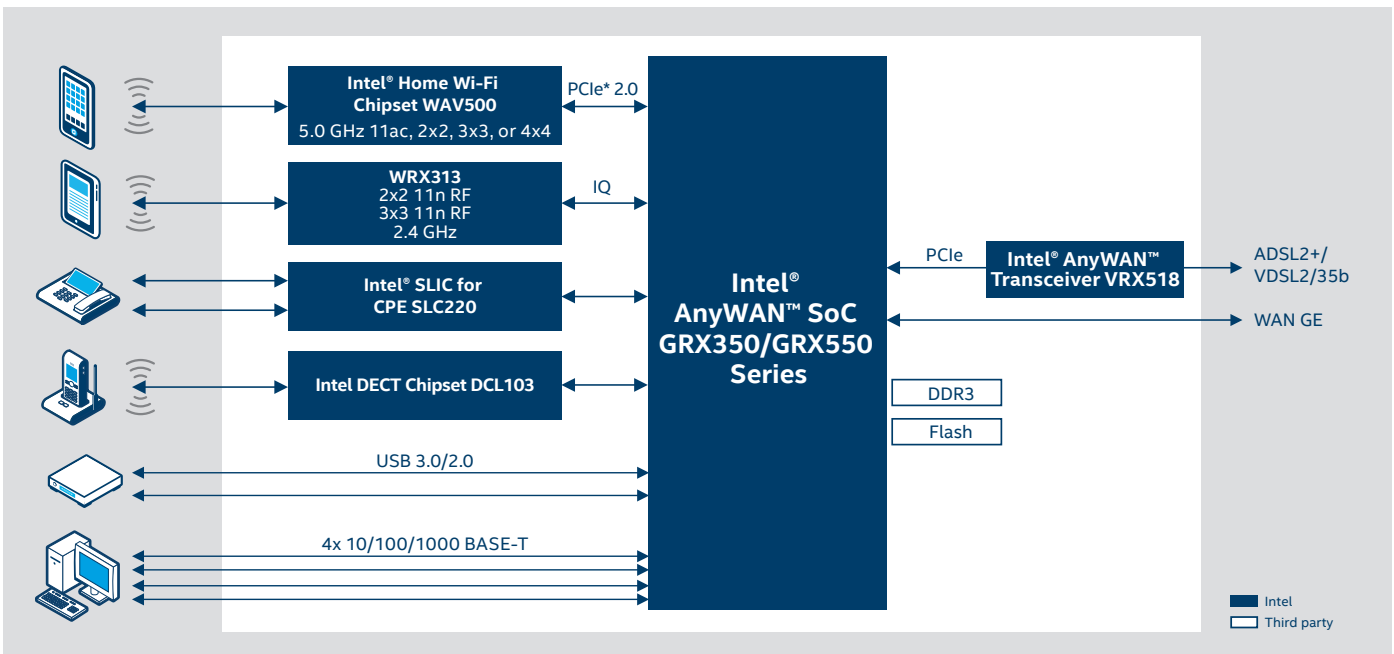 Intel® Home Wi-Fi
Chipset WAV500
5.0 GHz 11ac, 2x2, 3x3, or 4x4
PCIe* 2.0
WRX313
2x2 11n RF
3x3 11n RF
2.4 GHz
IQ
Intel® SLIC for
CPE SLC220
Intel DECT Chipset DCL103
USB 3.0/2.0
4x 10/100/1000 BASE-T
Intel®
AnyWAN™ SoC
GRX350/GRX550
Series
PCIe
Intel® AnyWAN™
Transceiver VRX518
ADSL2+/
VDSL2/35b
WAN GE
DDR3
Flash
Intel
Third party